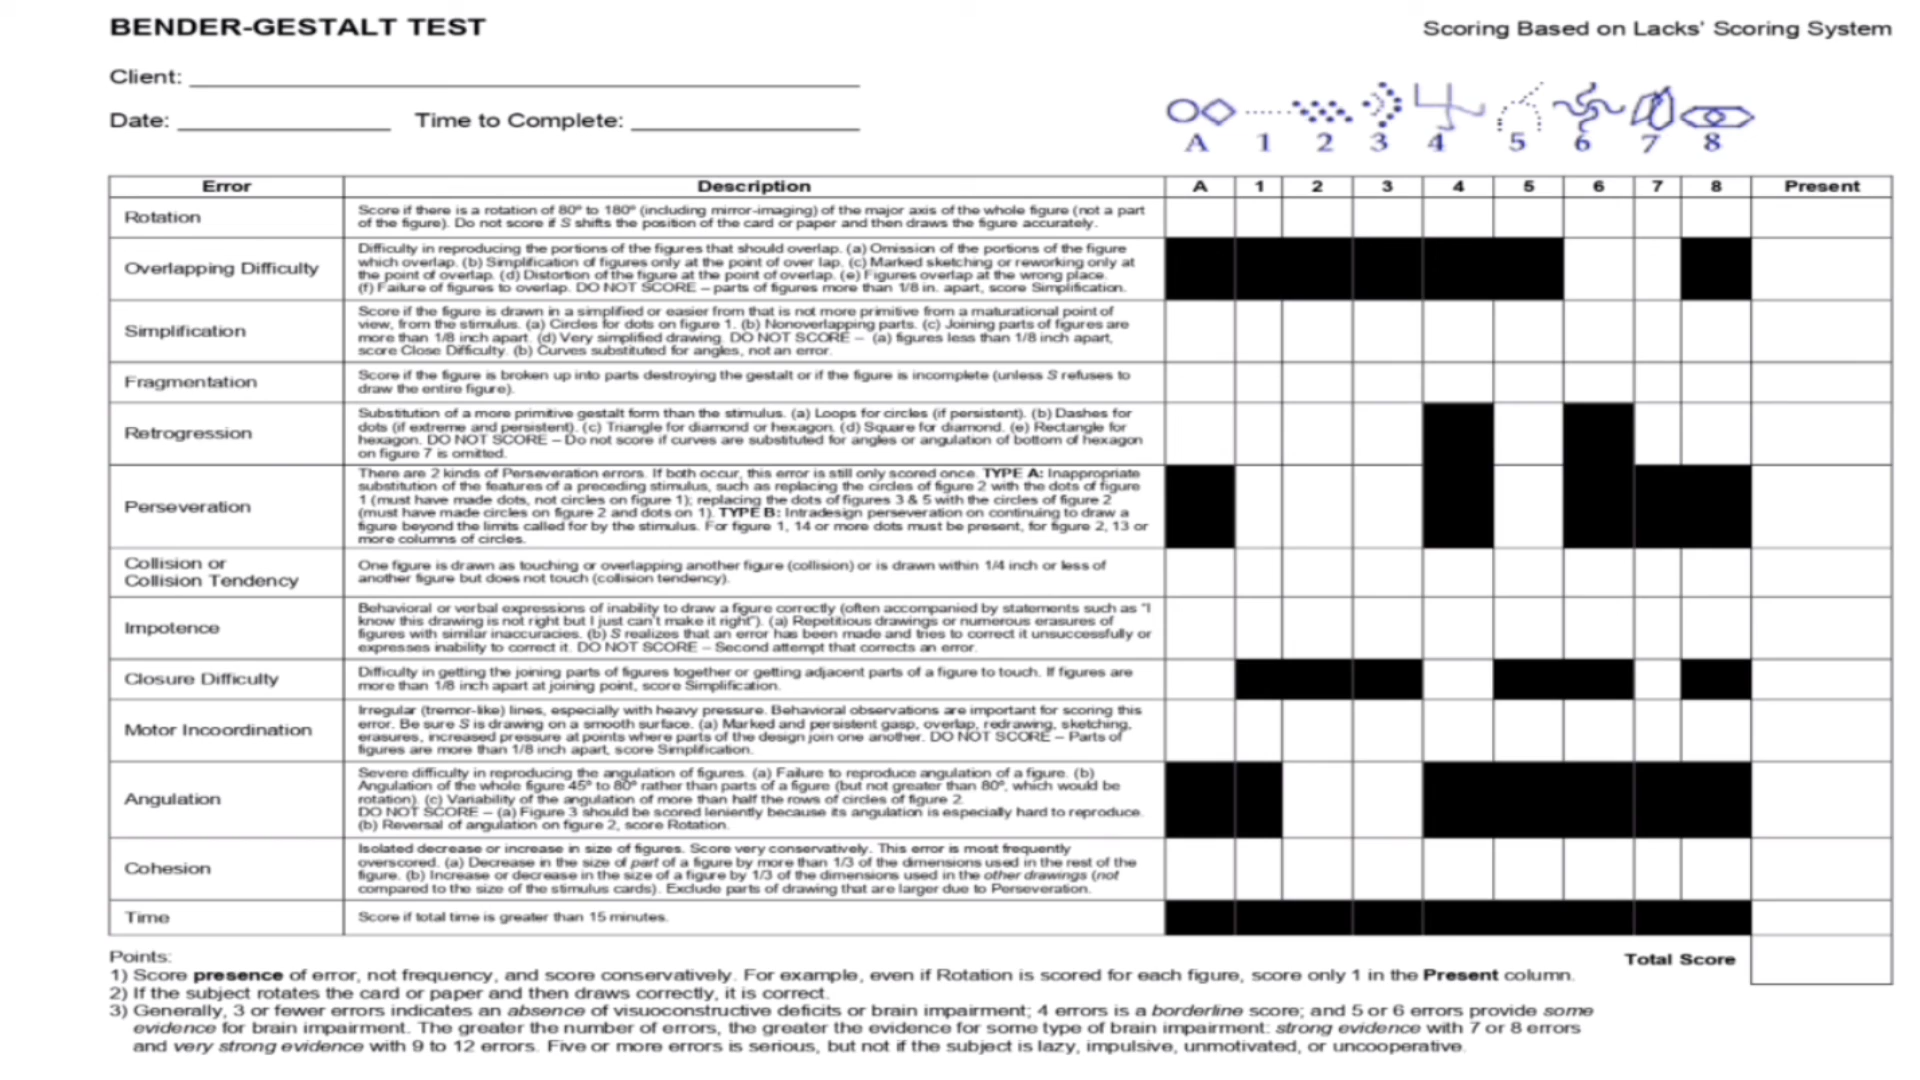 BENDER-GESTALT TEST
Scoring Based on Lacks' Scoring System
Client:
Date: Time to Complete:
A 1 2 3 4 5 6 7 8
Error Description A 1 2 3 4 5 6 7 8 Present
Rotation
Score if there is a rotation of 80º to 180º (including mirror-imaging) of the major axis of the whole figure (not a part
of the figure). Do not score if S shifts the position of the card or paper and then draws the figure accurately.
Overlapping Difficulty
Difficulty in reproducing the portions of the figures that should overlap. (a) Omission of the portions of the figure
which overlap. (b) Simplification of figures only at the point of over lap. (c) Marked sketching or reworking only at
the point of overlap. (d) Distortion of the figure at the point of overlap. (e) Figures overlap at the wrong place.
(f) Failure of figures to overlap. DO NOT SCORE – parts of figures more than 1/8 in. apart, score Simplification.
Simplification
Score if the figure is drawn in a simplified or easier from that is not more primitive from a maturational point of
view, from the stimulus. (a) Circles for dots on figure 1. (b) Nonoverlapping parts. (c) Joining parts of figures are
more than 1/8 inch apart. (d) Very simplified drawing. DO NOT SCORE – (a) figures less than 1/8 inch apart,
score Close Difficulty. (b) Curves substituted for angles, not an error.
Fragmentation
Score if the figure is broken up into parts destroying the gestalt or if the figure is incomplete (unless S refuses to
draw the entire figure).
Retrogression
Substitution of a more primitive gestalt form than the stimulus. (a) Loops for circles (if persistent). (b) Dashes for
dots (if extreme and persistent). (c) Triangle for diamond or hexagon. (d) Square for diamond. (e) Rectangle for
hexagon. DO NOT SCORE – Do not score if curves are substituted for angles or angulation of bottom of hexagon
on figure 7 is omitted.
Perseveration
There are 2 kinds of Perseveration errors. If both occur, this error is still only scored once. TYPE A: Inappropriate
substitution of the features of a preceding stimulus, such as replacing the circles of figure 2 with the dots of figure
1 (must have made dots, not circles on figure 1); replacing the dots of figures 3 & 5 with the circles of figure 2
(must have made circles on figure 2 and dots on 1). TYPE B: Intradesign perseveration on continuing to draw a
figure beyond the limits called for by the stimulus. For figure 1, 14 or more dots must be present, for figure 2, 13 or
more columns of circles.
Collision or
Collision Tendency
One figure is drawn as touching or overlapping another figure (collision) or is drawn within 1/4 inch or less of
another figure but does not touch (collision tendency).
Impotence
Behavioral or verbal expressions of inability to draw a figure correctly (often accompanied by statements such as "I
know this drawing is not right but I just can't make it right"). (a) Repetitious drawings or numerous erasures of
figures with similar inaccuracies. (b) S realizes that an error has been made and tries to correct it unsuccessfully or
expresses inability to correct it. DO NOT SCORE – Second attempt that corrects an error.
Closure Difficulty
Difficulty in getting the joining parts of figures together or getting adjacent parts of a figure to touch. If figures are
more than 1/8 inch apart at joining point, score Simplification.
Motor Incoordination
Irregular (tremor-like) lines, especially with heavy pressure. Behavioral observations are important for scoring this
error. Be sure S is drawing on a smooth surface. (a) Marked and persistent gasp, overlap, redrawing, sketching,
erasures, increased pressure at points where parts of the design join one another. DO NOT SCORE – Parts of
figures are more than 1/8 inch apart, score Simplification.
Angulation
Severe difficulty in reproducing the angulation of figures. (a) Failure to reproduce angulation of a figure. (b)
Angulation of the whole figure 45º to 80º rather than parts of a figure (but not greater than 80º, which would be
rotation). (c) Variability of the angulation of more than half the rows of circles of figure 2.
DO NOT SCORE – (a) Figure 3 should be scored leniently because its angulation is especially hard to reproduce.
(b) Reversal of angulation on figure 2, score Rotation.
Cohesion
Isolated decrease or increase in size of figures. Score very conservatively. This error is most frequently
overscored. (a) Decrease in the size of part of a figure by more than 1/3 of the dimensions used in the rest of the
figure. (b) Increase or decrease in the size of a figure by 1/3 of the dimensions used in the other drawings (not
compared to the size of the stimulus cards). Exclude parts of drawing that are larger due to Perseveration.
Time
Score if total time is greater than 15 minutes.
Total Score
Points:
1) Score presence of error, not frequency, and score conservatively. For example, even if Rotation is scored for each figure, score only 1 in the Present column.
2) If the subject rotates the card or paper and then draws correctly, it is correct.
3) Generally, 3 or fewer errors indicates an absence of visuoconstructive deficits or brain impairment; 4 errors is a borderline score; and 5 or 6 errors provide some
evidence for brain impairment. The greater the number of errors, the greater the evidence for some type of brain impairment: strong evidence with 7 or 8 errors
and very strong evidence with 9 to 12 errors. Five or more errors is serious, but not if the subject is lazy, impulsive, unmotivated, or uncooperative.